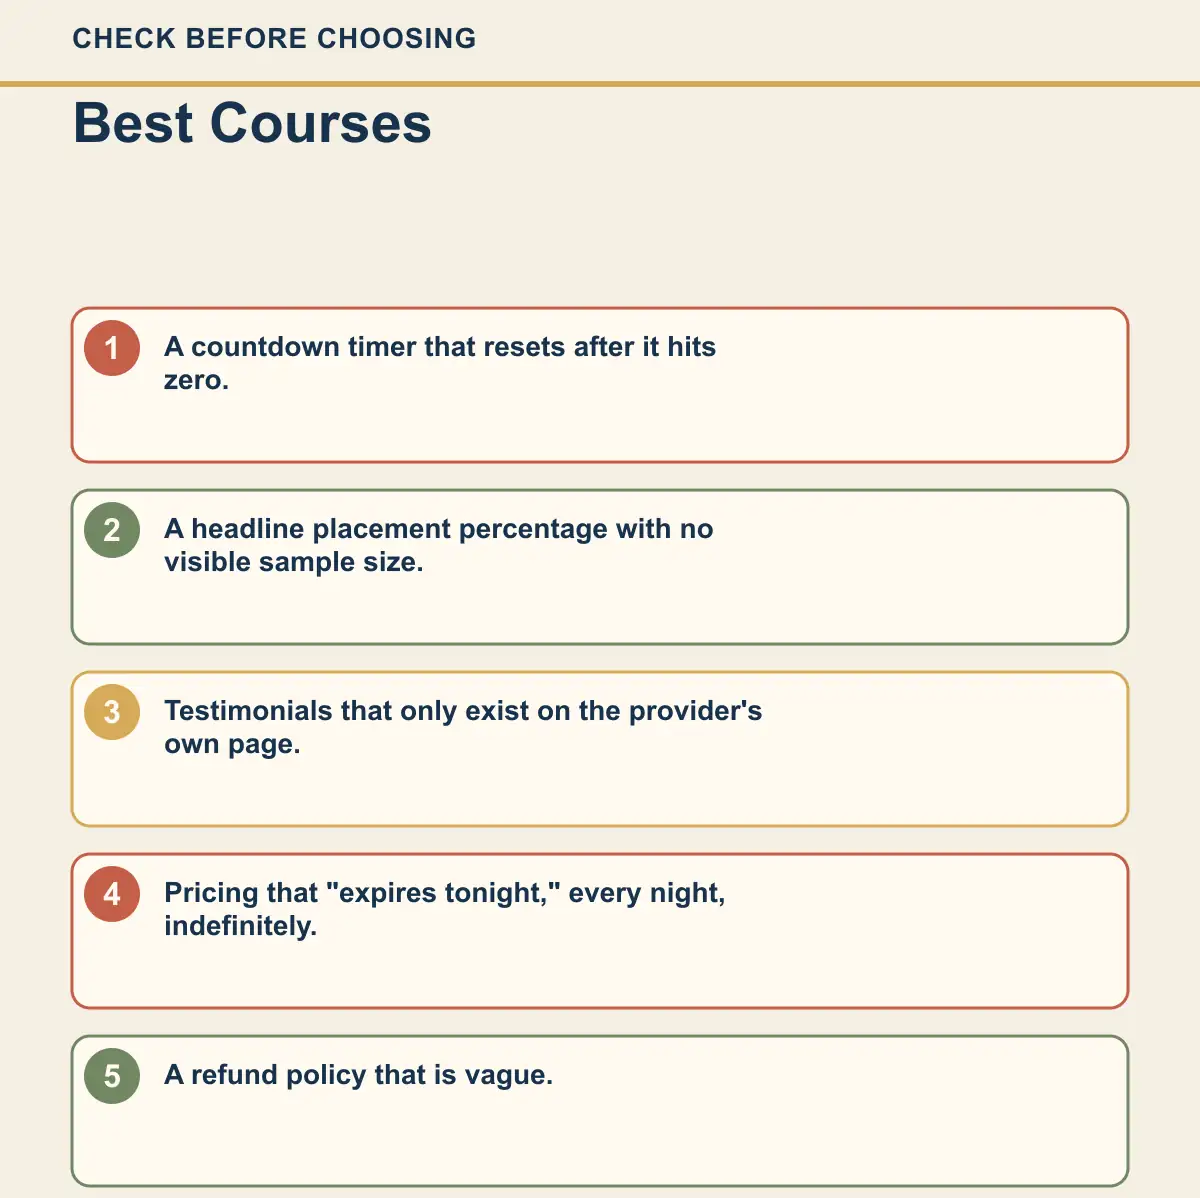 CHECK BEFORE CHOOSING
Best Courses
1
A countdown timer that resets after it hits
zero.
2
A headline placement percentage with no
visible sample size.
3
Testimonials that only exist on the provider's
own page.
4
Pricing that "expires tonight," every night,
indefinitely.
5
A refund policy that is vague.